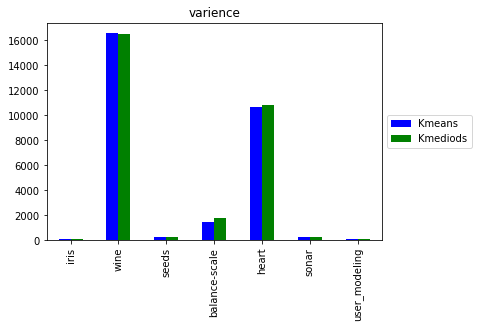 varience
16000
14000
12000
10000
8000
6000
4000
2000
0
iris
wine
seeds
balance-scale
heart
sonar
user_modeling
Kmeans
Kmediods